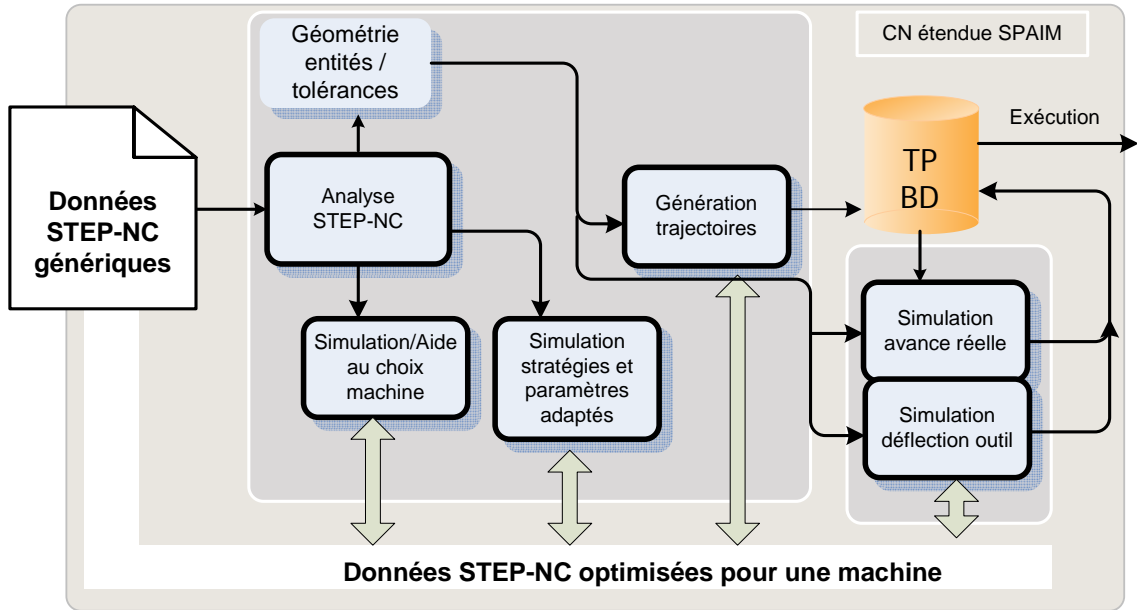 CN étendue SPAIM
Géométrie
entités /
tolérances
Exécution
Données
STEP-NC
génériques
Analyse
STEP-NC
Génération
trajectoires
TP
BD
Simulation/Aide
au choix
machine
Simulation
stratégies et
paramètres
adaptés
Simulation
avance réelle
Simulation
déflection outil
Données STEP-NC optimisées pour une machine